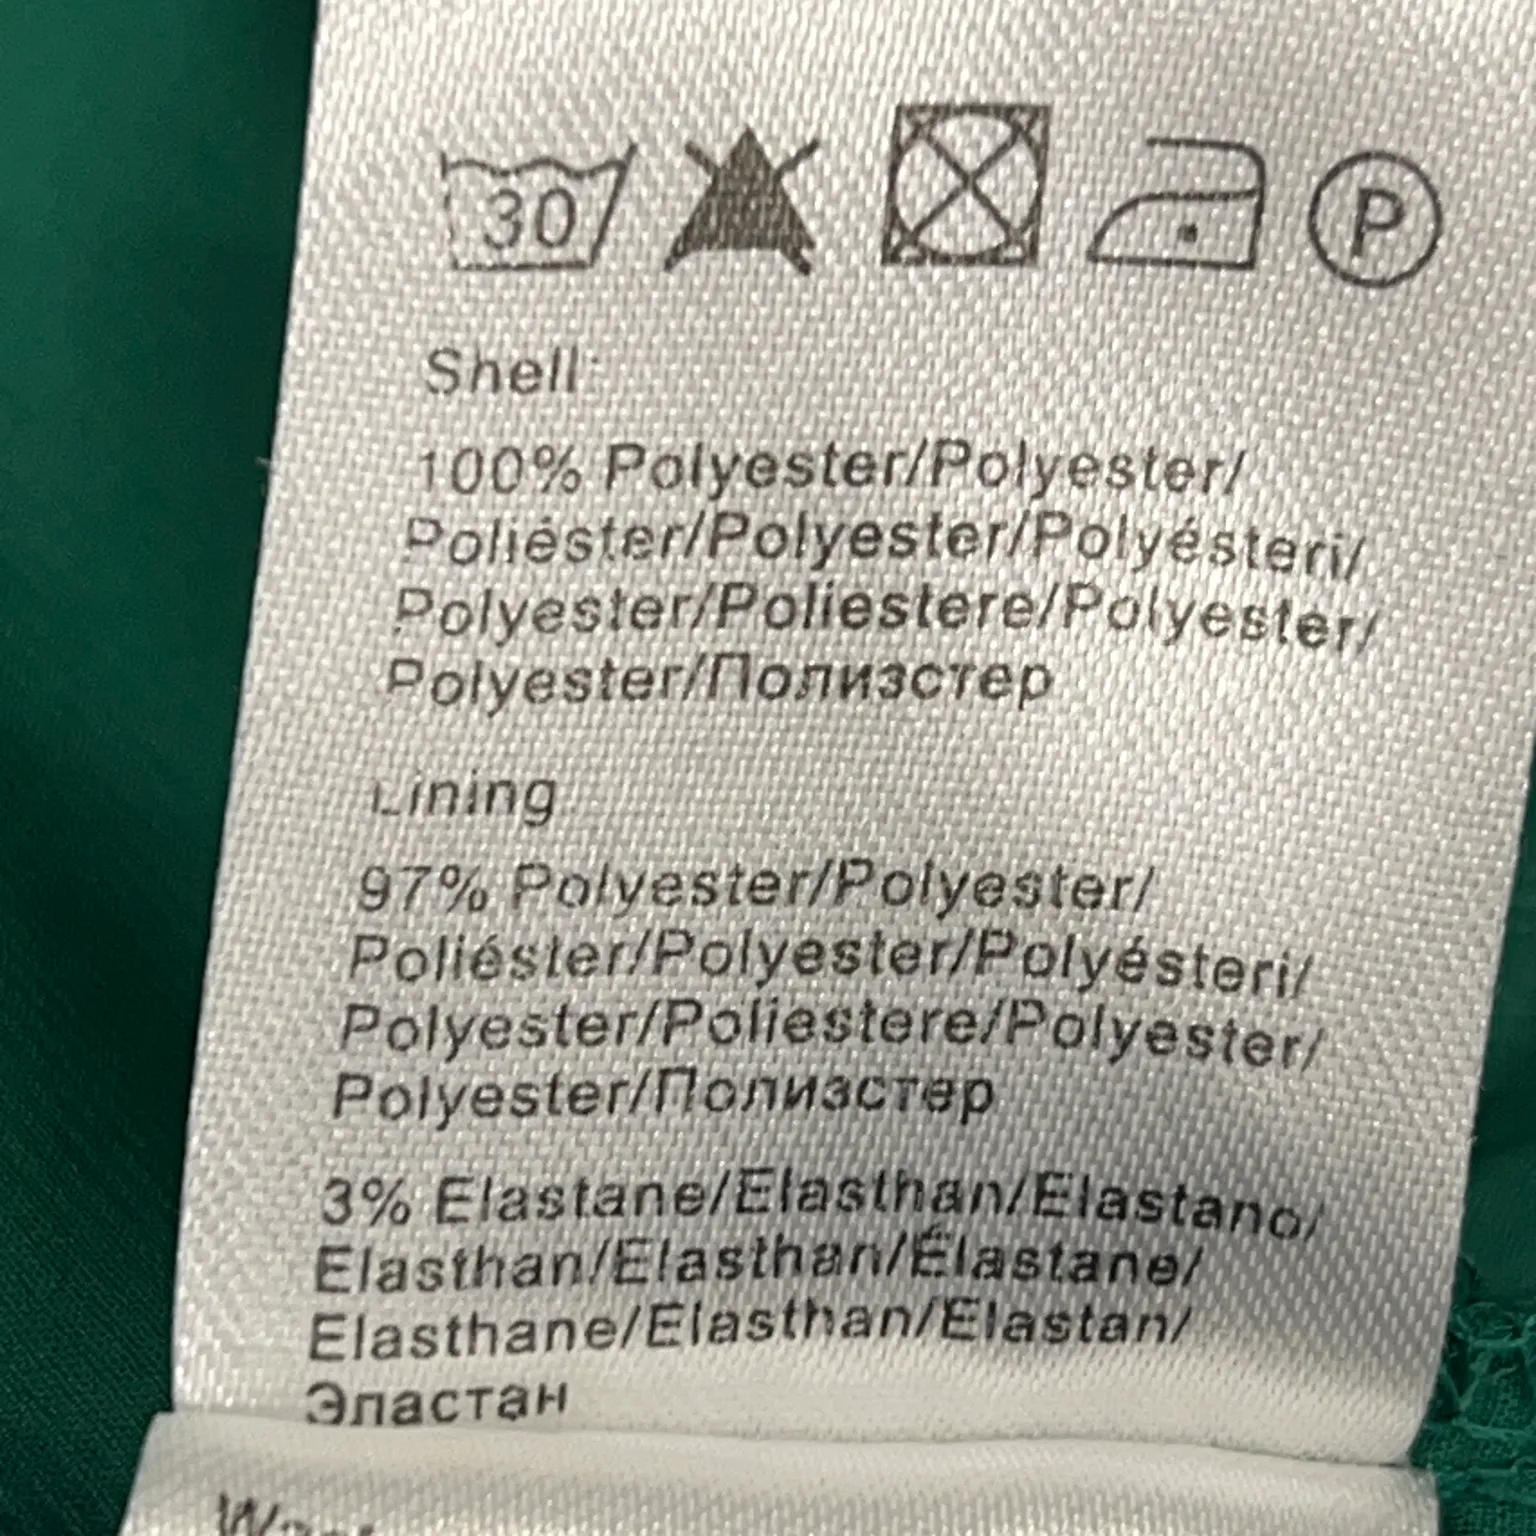 30
P
Shell:
100% Polyester/Polyester/
Poliéster/Polyester/Polyésteri/
Polyester/Poliestere/Polyester/
Polyester/Полиэстер
Lining
97% Polyester/Polyester/
Poliéster/Polyester/Polyésteri/
Polyester/Poliestere/Polyester/
Polyester/Полиэстер
3% Elastane/Elasthan/Elastano/
Elasthan/Elasthan/Élastane/
Elasthane/Elasthan/Elastan/
Эластан